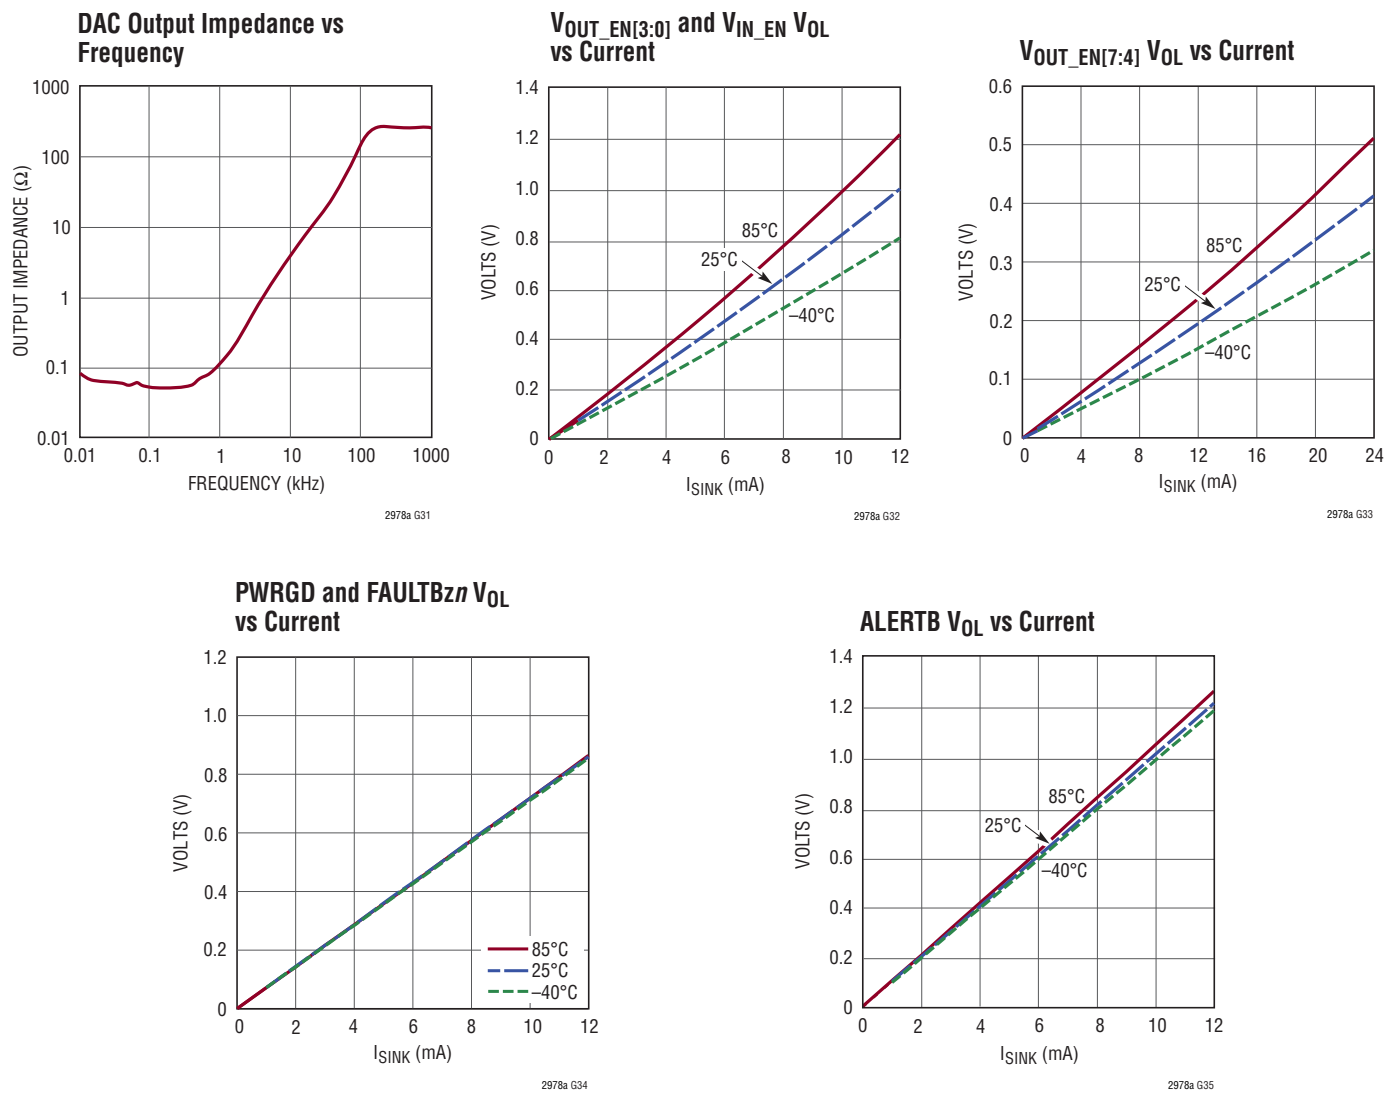 DAC Output Impedance vs
Frequency
1000
100
10
1
0.1
0.01
OUTPUT IMPEDANCE (Ω)
0.01 0.1 1 10 100 1000
FREQUENCY (kHz)
2978a G31
VOUT_EN[3:0] and VIN_EN VOL
vs Current
1.4
1.2
1.0
0.8
0.6
0.4
0.2
0
VOLTS (V)
85°C
25°C
–40°C
0 2 4 6 8 10 12
ISINK (mA)
2978a G32
VOUT_EN[7:4] VOL vs Current
0.6
0.5
0.4
0.3
0.2
0.1
0
VOLTS (V)
85°C
25°C
–40°C
0 4 8 12 16 20 24
ISINK (mA)
2978a G33
PWRGD and FAULTBzn VOL
vs Current
1.2
1.0
0.8
0.6
0.4
0.2
0
VOLTS (V)
85°C
25°C
–40°C
0 2 4 6 8 10 12
ISINK (mA)
2978a G34
ALERTB VOL vs Current
1.4
1.2
1.0
0.8
0.6
0.4
0.2
0
VOLTS (V)
85°C
25°C
–40°C
0 2 4 6 8 10 12
ISINK (mA)
2978a G35